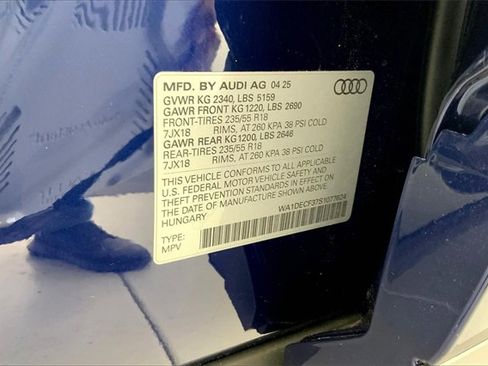 MFD. BY AUDI AG 04 25
GVWR KG 2340, LBS 5159
GAWR FRONT KG 1220, LBS 2690
FRONT-TIRES 235/55 R18
7JX18 RIMS, AT 260 KPA 38 PSI COLD
GAWR REAR KG1200, LBS 2646
REAR-TIRES 235/55 R18
7JX18 RIMS, AT 260 KPA 38 PSI COLD
THIS VEHICLE CONFORMS TO ALL APPLICABLE
U.S. FEDERAL MOTOR VEHICLE SAFETY AND
THEFT PREVENTION STANDARDS IN EFFECT ON
THE DATE OF MANUFACTURE SHOWN ABOVE
HUNGARY
WA1DECF37S1077624
TYPE:
MPV